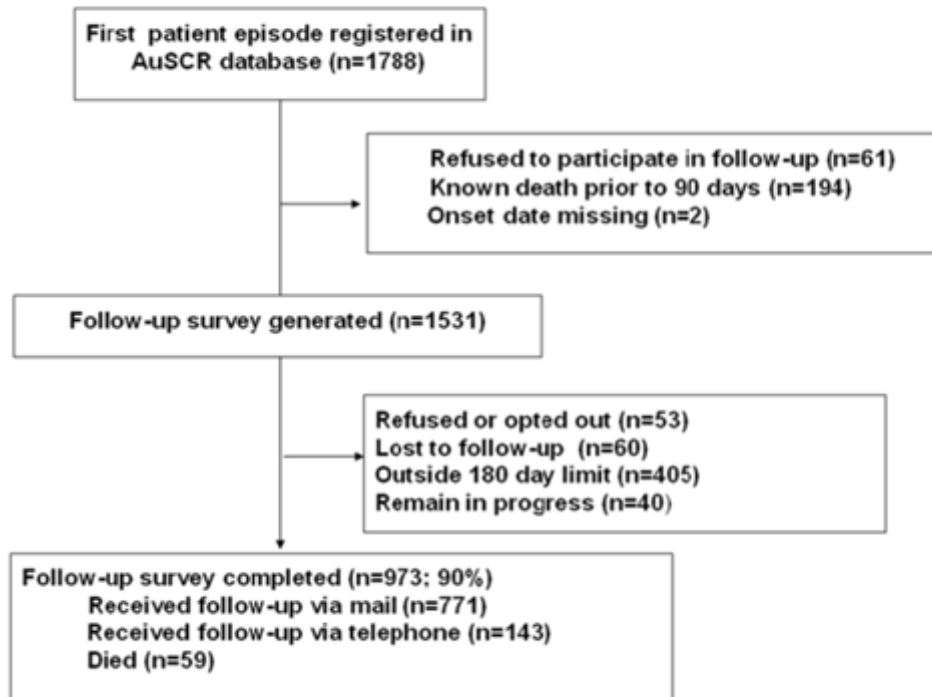 First patient episode registered in
AuSCR database (n=1788)
Refused to participate in follow-up (n=61)
Known death prior to 90 days (n=194)
Onset date missing (n=2)
Follow-up survey generated (n=1531)
Refused or opted out (n=53)
Lost to follow-up (n=60)
Outside 180 day limit (n=405)
Remain in progress (n=40)
Follow-up survey completed (n=973; 90%)
Received follow-up via mail (n=771)
Received follow-up via telephone (n=143)
Died (n=59)